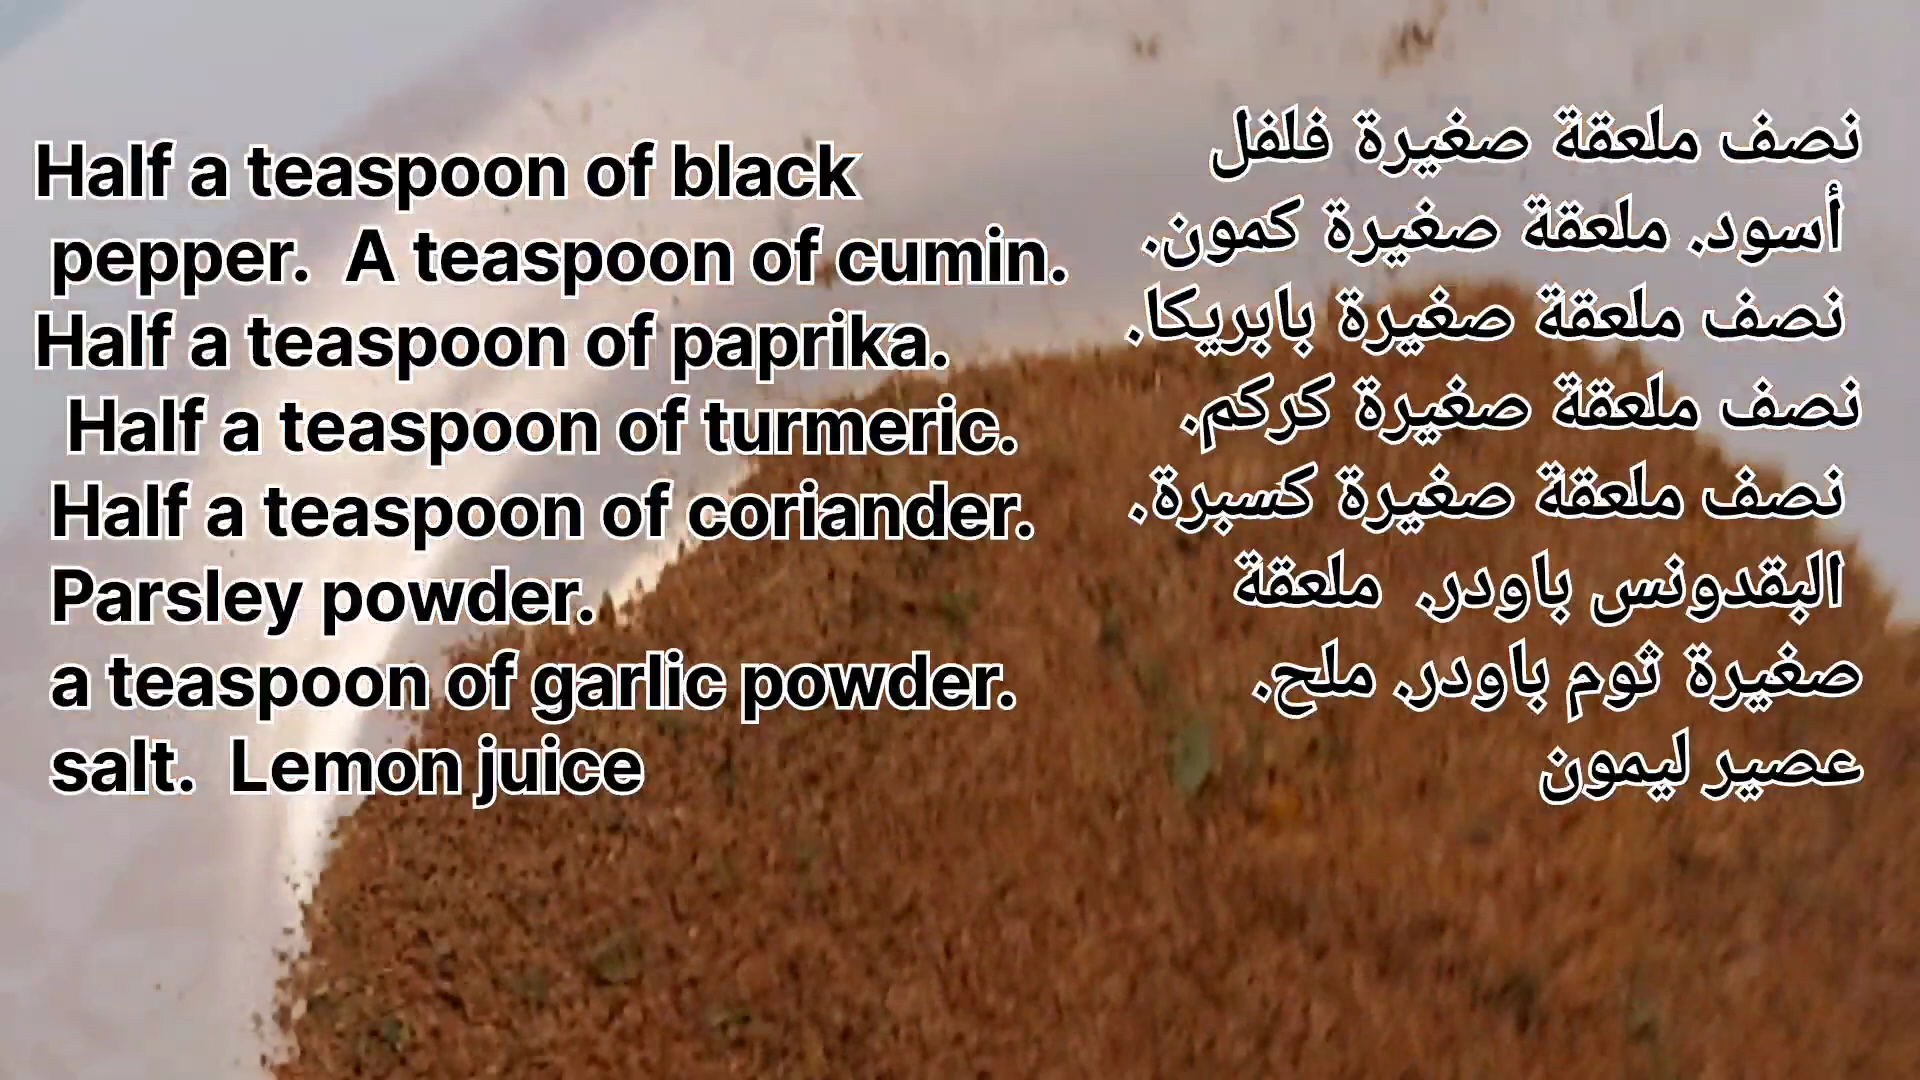 Half a teaspoon of black
pepper. A teaspoon of cumin.
Half a teaspoon of paprika.
Half a teaspoon of turmeric.
Half a teaspoon of coriander.
Parsley powder.
a teaspoon of garlic powder.
salt. Lemon juice
نصف ملعقة صغيرة فلفل
أسود. ملعقة صغيرة كمون.
نصف ملعقة صغيرة بابريكا.
نصف ملعقة صغيرة كركم.
نصف ملعقة صغيرة كسبرة.
البقدونس باودر. ملعقة
صغيرة ثوم باودر. ملح.
عصير ليمون